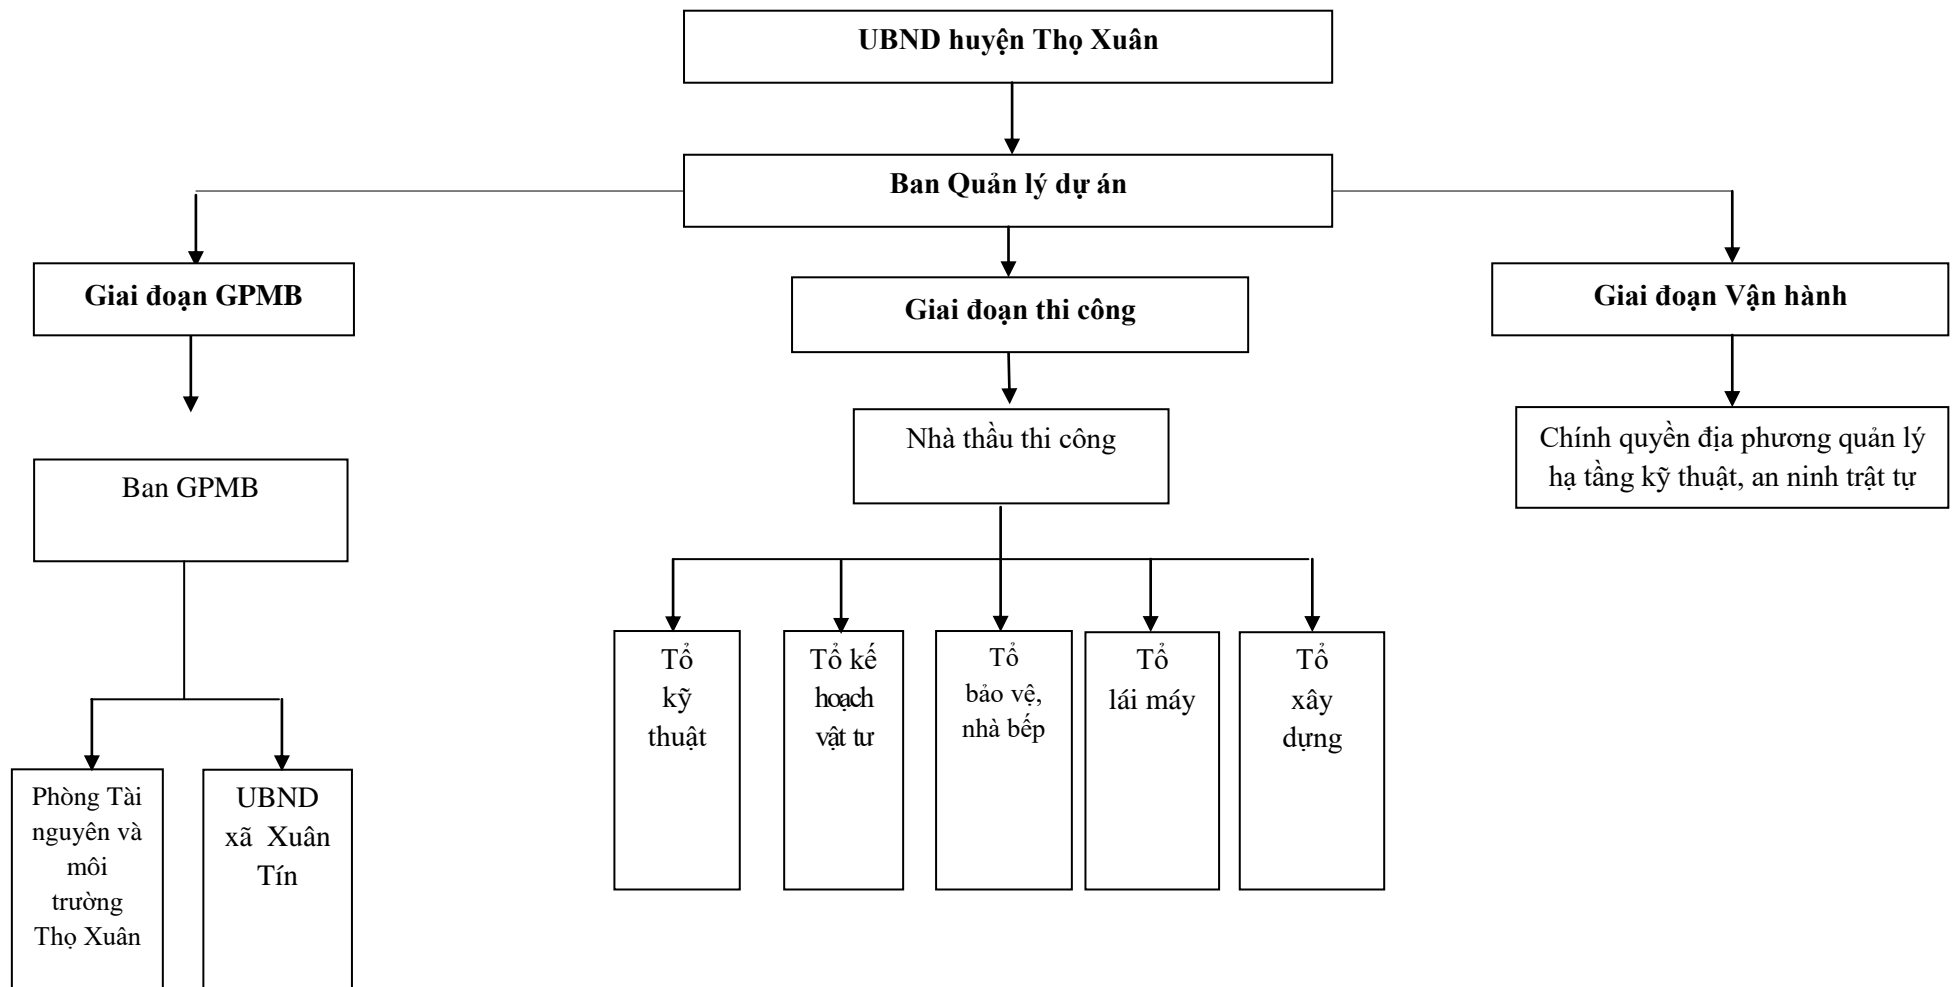 UBND huyện Thọ Xuân
Ban Quản lý dự án
Giai đoạn GPMB
Giai đoạn thi công
Giai đoạn Vận hành
Ban GPMB
Nhà thầu thi công
Chính quyền địa phương quản lý
hạ tầng kỹ thuật, an ninh trật tự
Phòng Tài
nguyên và
môi
trường
Thọ Xuân
UBND
xã Xuân
Tín
Tổ
kỹ
thuật
Tổ kế
hoạch
vật tư
Tổ
bảo vệ,
nhà bếp
Tổ
lái máy
Tổ
xây
dựng